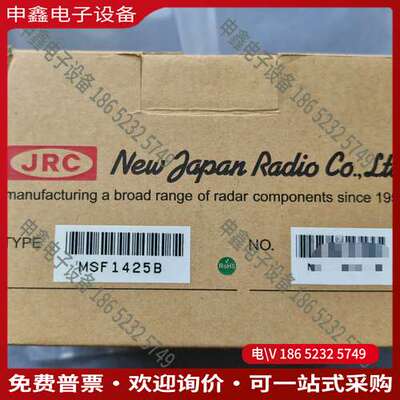 申鑫电子设备
JRC New Japan Radio Co., Lt
manufacturing a broad range of radar components since 19
TYPE
NO.
MSF1425B
RoHS
申鑫电子设备 186 5232 5749
电\V 186 5232 5749
免费普票·欢迎询价·可一站式采购